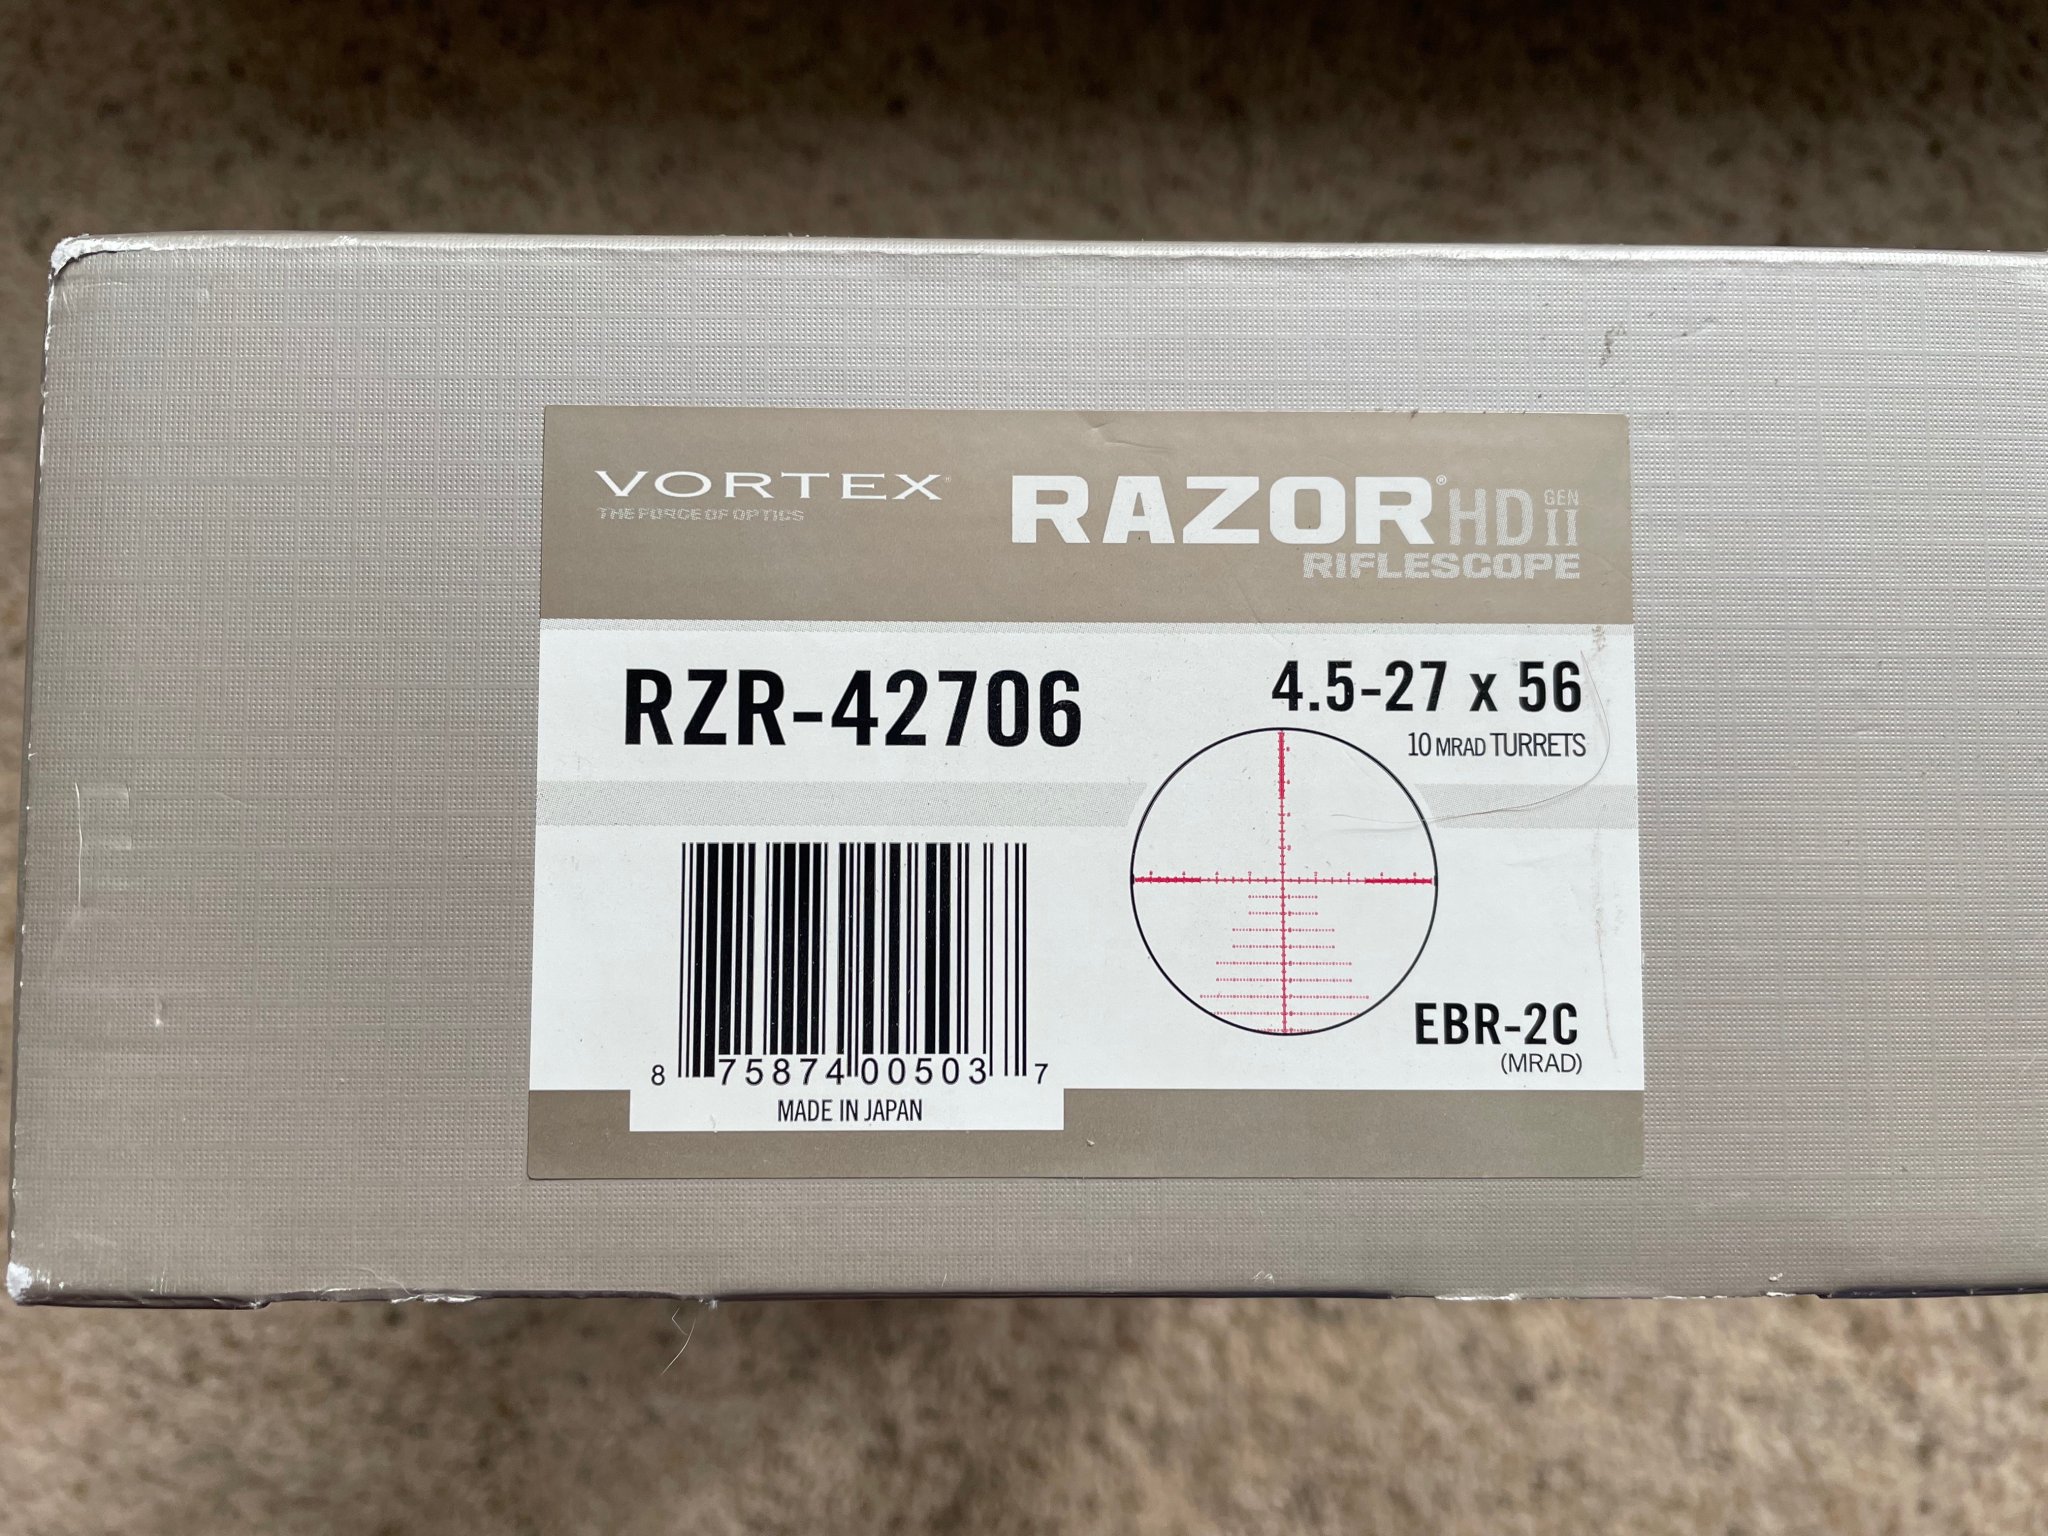 VORTEX®
THE FORCE OF OPTICS
RAZOR® HD GEN II
RIFLESCOPE
RZR-42706
4.5-27 x 56
10 MRAD TURRETS
8 75874 00503 7
MADE IN JAPAN
EBR-2C
(MRAD)